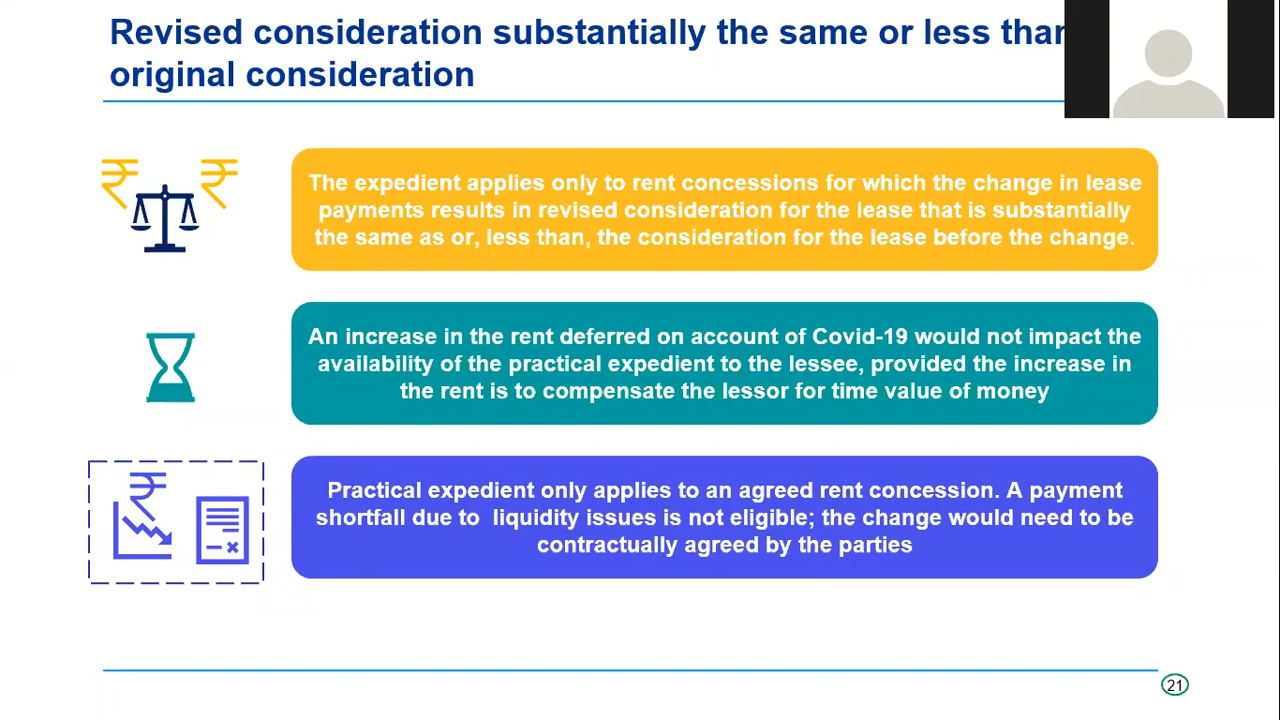 Revised consideration substantially the same or less than
original consideration
₹ ₹
The expedient applies only to rent concessions for which the change in lease
payments results in revised consideration for the lease that is substantially
the same as or, less than, the consideration for the lease before the change.
An increase in the rent deferred on account of Covid-19 would not impact the
availability of the practical expedient to the lessee, provided the increase in
the rent is to compensate the lessor for time value of money
₹
Practical expedient only applies to an agreed rent concession. A payment
shortfall due to liquidity issues is not eligible; the change would need to be
contractually agreed by the parties
21